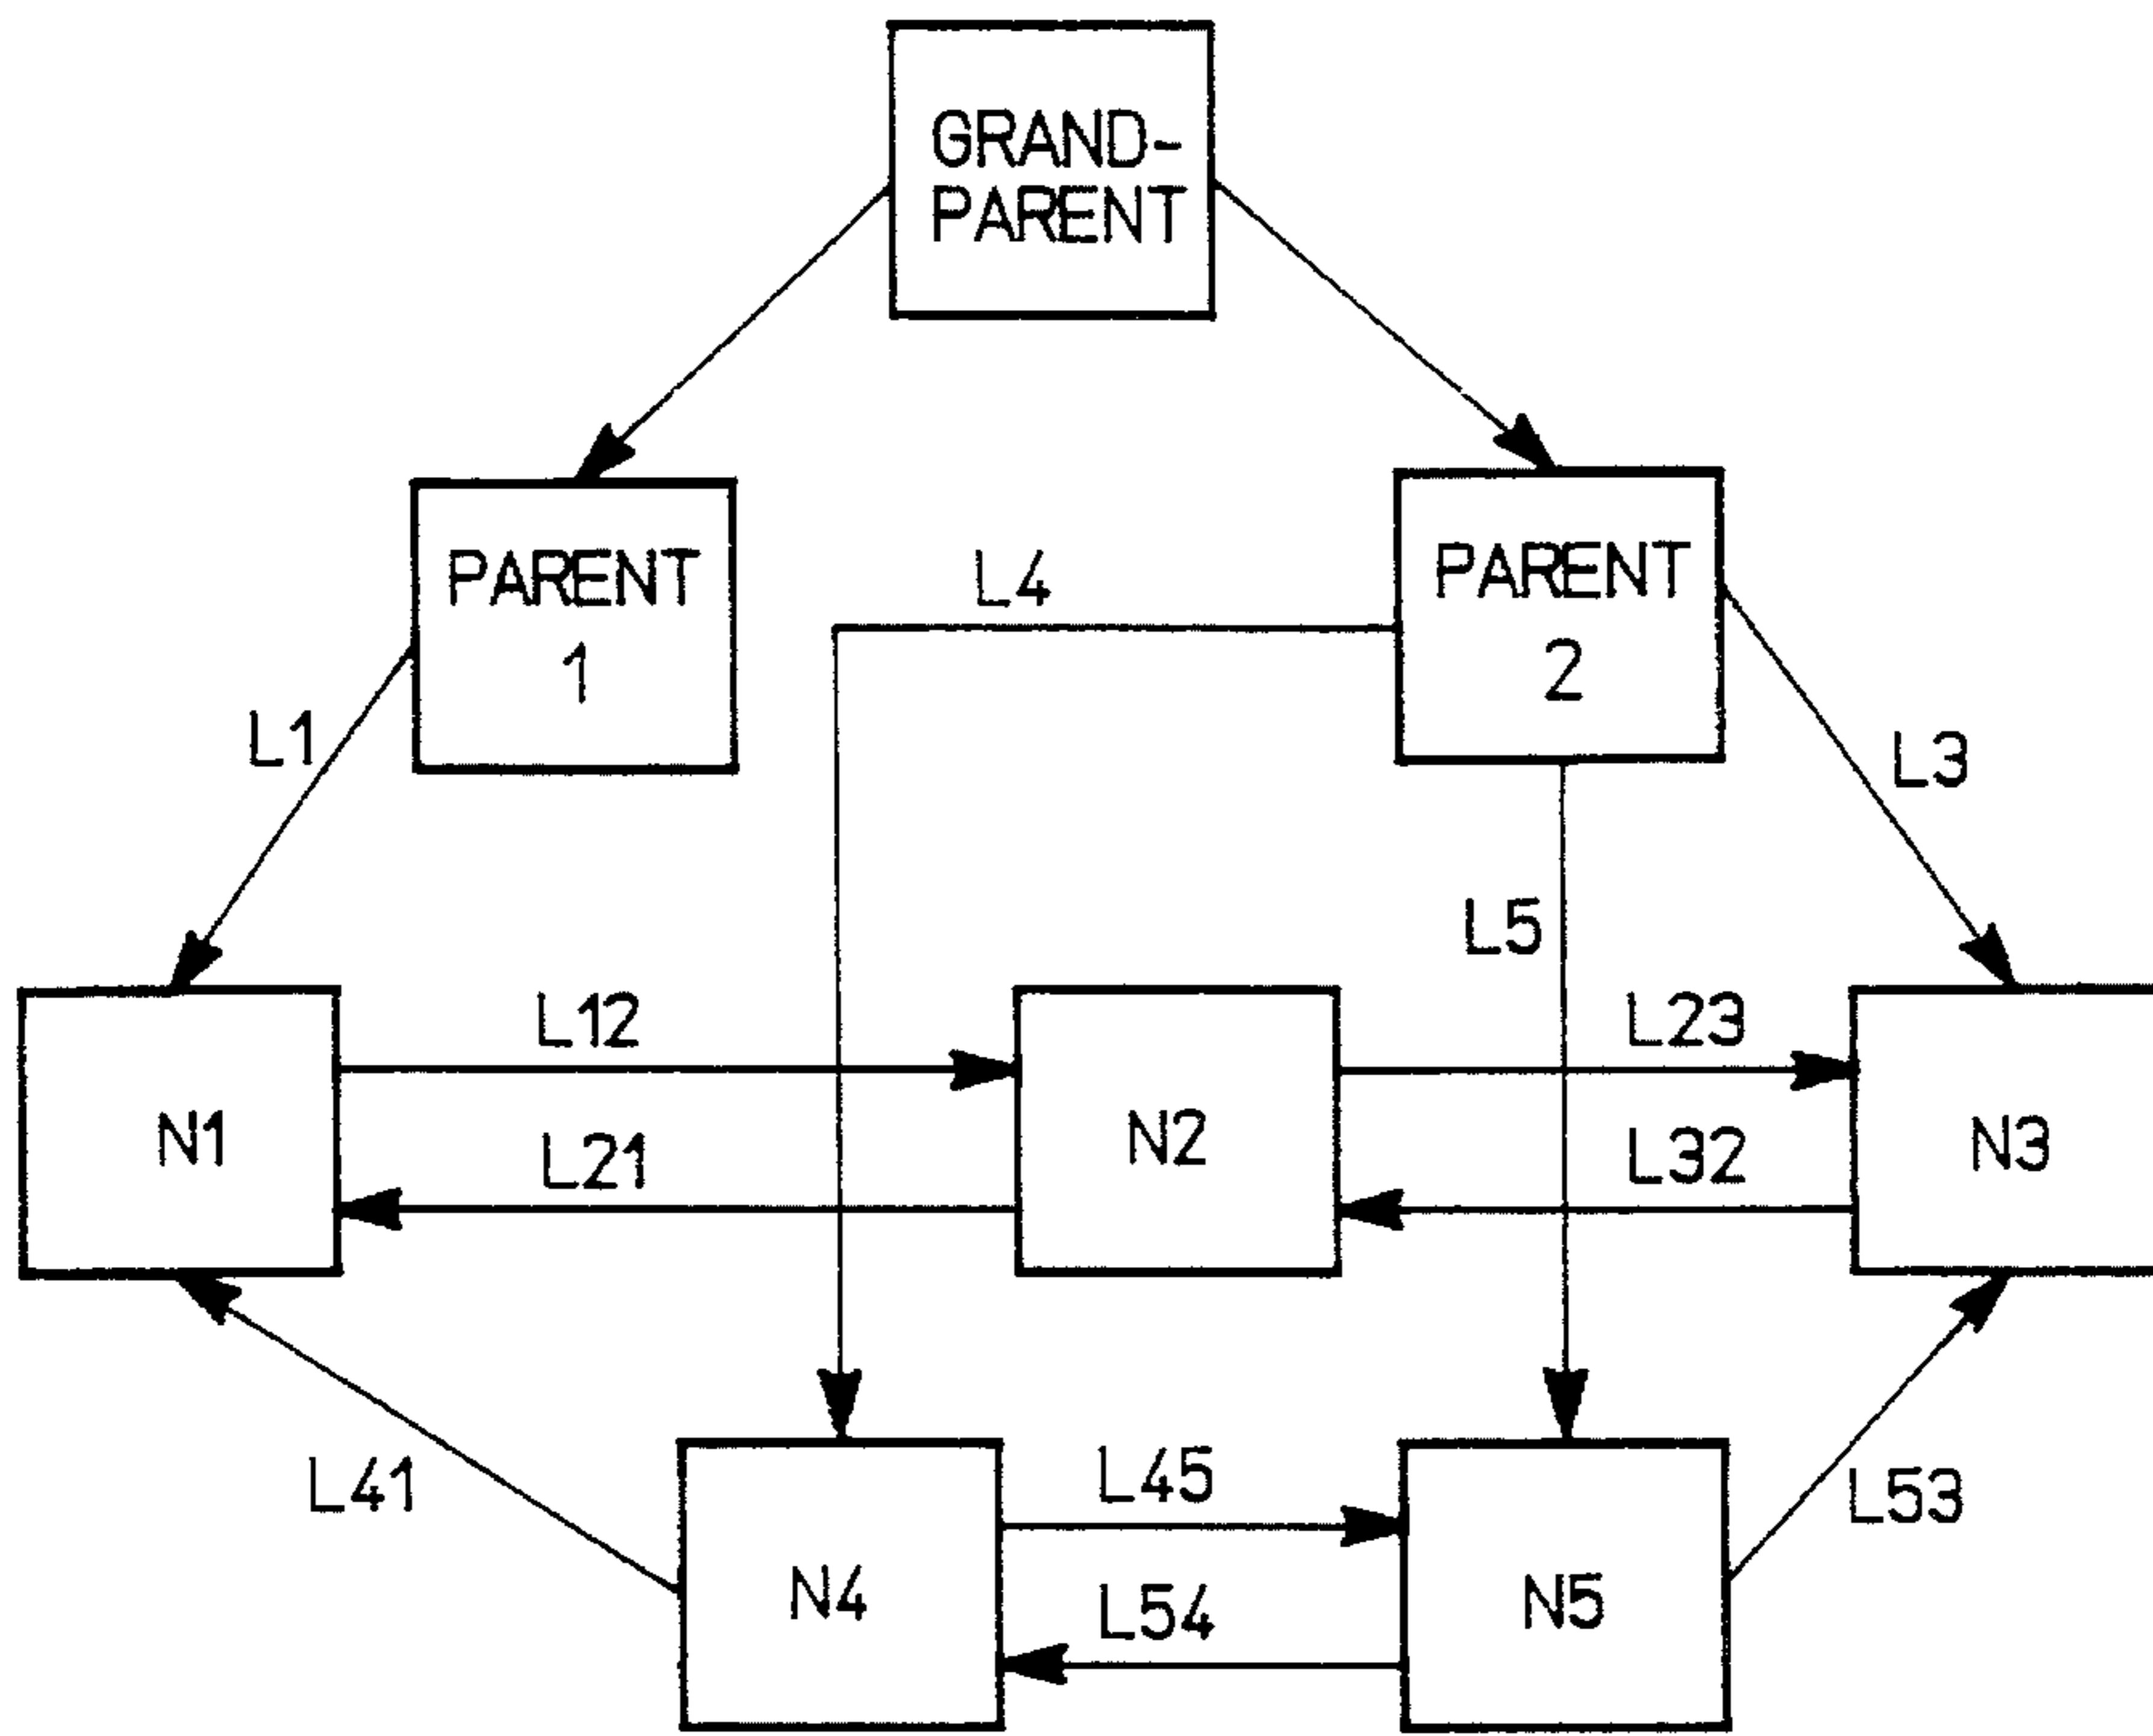 GRAND-
PARENT
PARENT
1
L4
PARENT
2
L1
L3
L5
L12
L23
N1
N2
N3
L21
L32
L41
L45
L53
N4
N5
L54